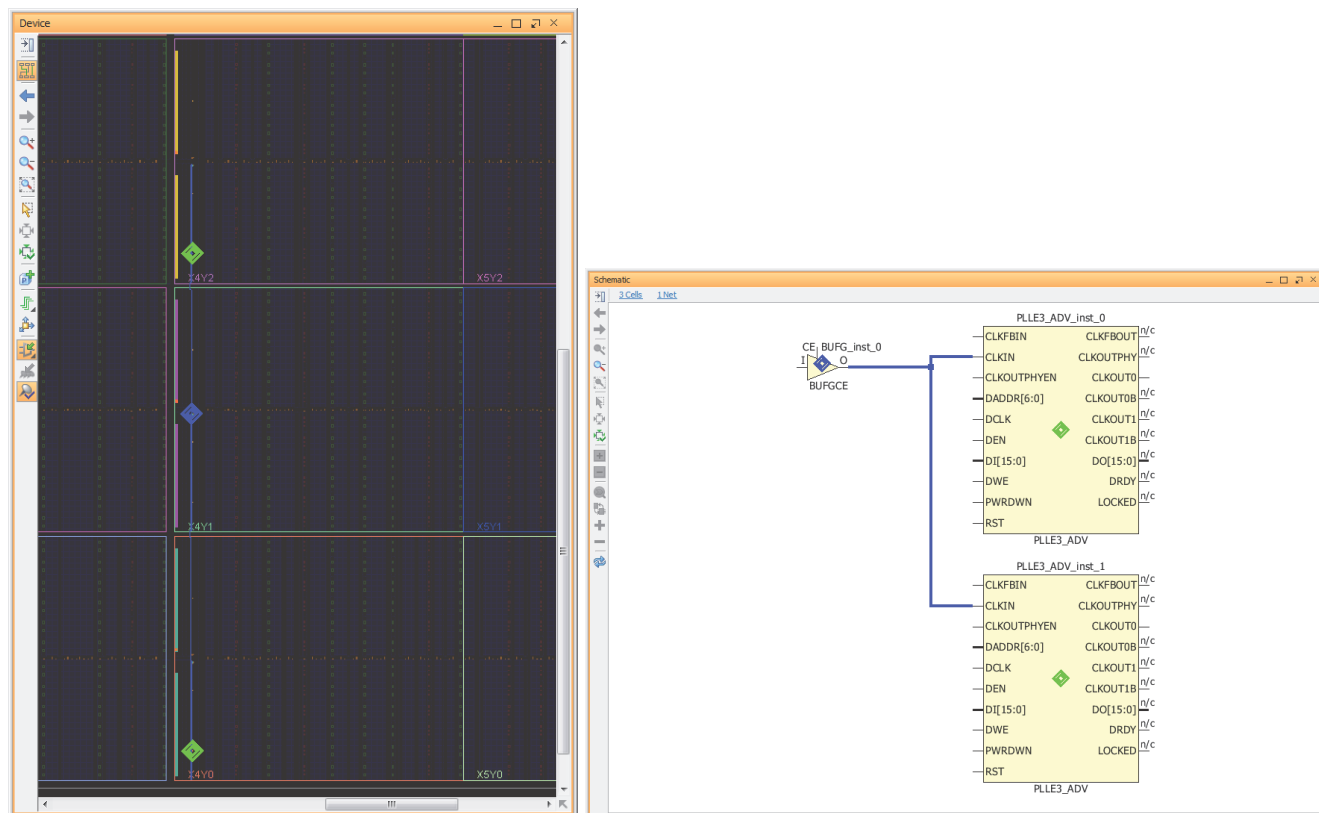 Device
X4Y2
X5Y2
X4Y1
X5Y1
X4Y0
X5Y0
Schematic
3 Cells
1 Net
CE BUFG_inst_0
I
O
BUFGCE
PLLE3_ADV_inst_0
CLKFBIN CLKFBOUT n/c
CLKIN CLKOUTPHY n/c
CLKOUTPHYEN CLKOUT0
DADDR[6:0] CLKOUT0B n/c
DCLK CLKOUT1 n/c
DEN CLKOUT1B n/c
DI[15:0] DO[15:0] n/c
DWE DRDY n/c
PWRDWN LOCKED n/c
RST
PLLE3_ADV
PLLE3_ADV_inst_1
CLKFBIN CLKFBOUT n/c
CLKIN CLKOUTPHY n/c
CLKOUTPHYEN CLKOUT0
DADDR[6:0] CLKOUT0B n/c
DCLK CLKOUT1 n/c
DEN CLKOUT1B n/c
DI[15:0] DO[15:0] n/c
DWE DRDY n/c
PWRDWN LOCKED n/c
RST
PLLE3_ADV